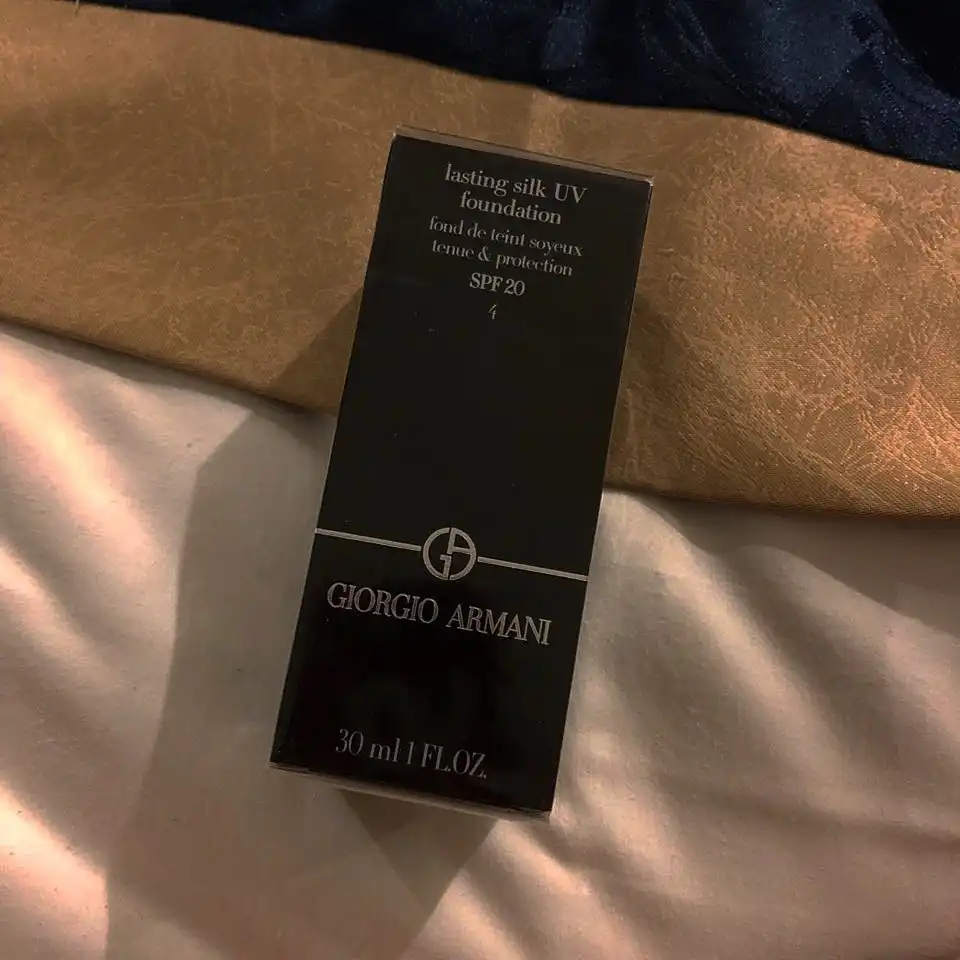 lasting silk UV
foundation
fond de teint soyeux
tenue & protection
SPF 20
4
GA
GIORGIO ARMANI
30 ml 1 FL.OZ.